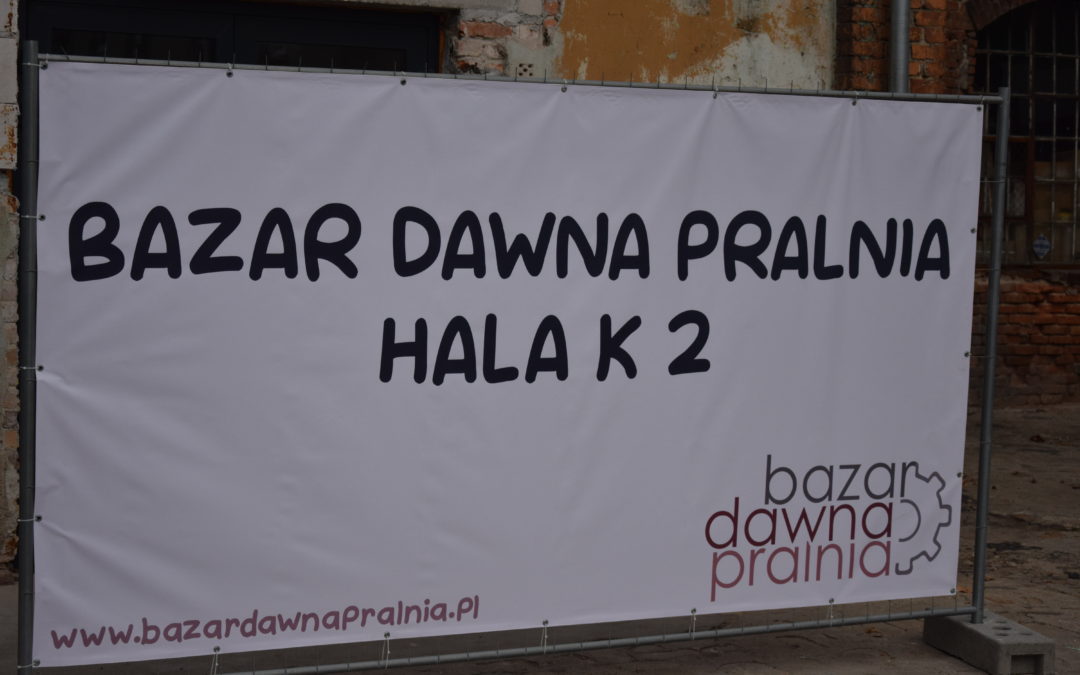 BAZAR DAWNA PRALNIA
HALA K 2
bazar
dawna
pralnia
www.bazardawnapralnia.pl